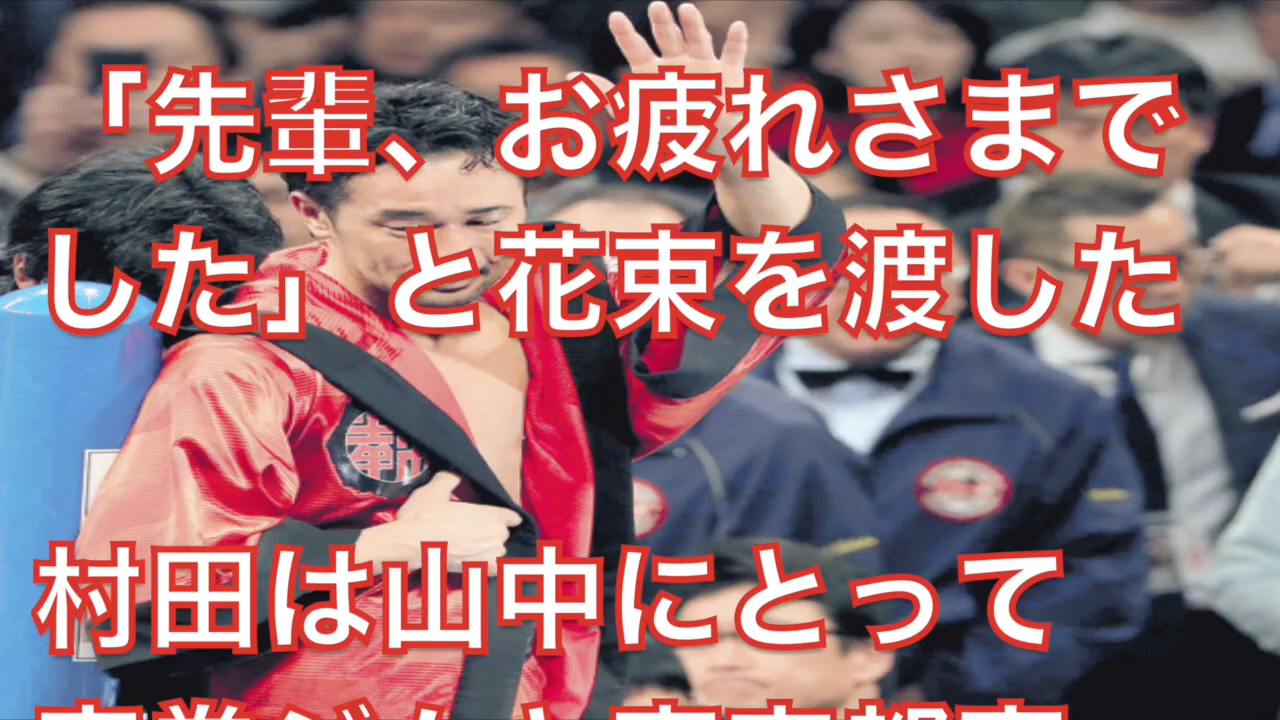 「先輩、お疲れさまで
した」と花束を渡した
村田は山中にとって